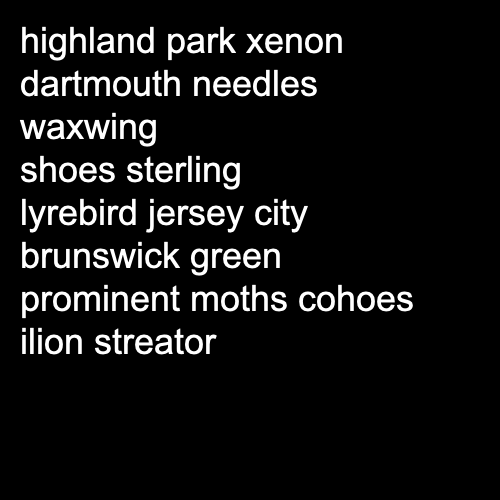 highland park xenon
dartmouth needles
waxwing
shoes sterling
lyrebird jersey city
brunswick green
prominent moths cohoes
ilion streator